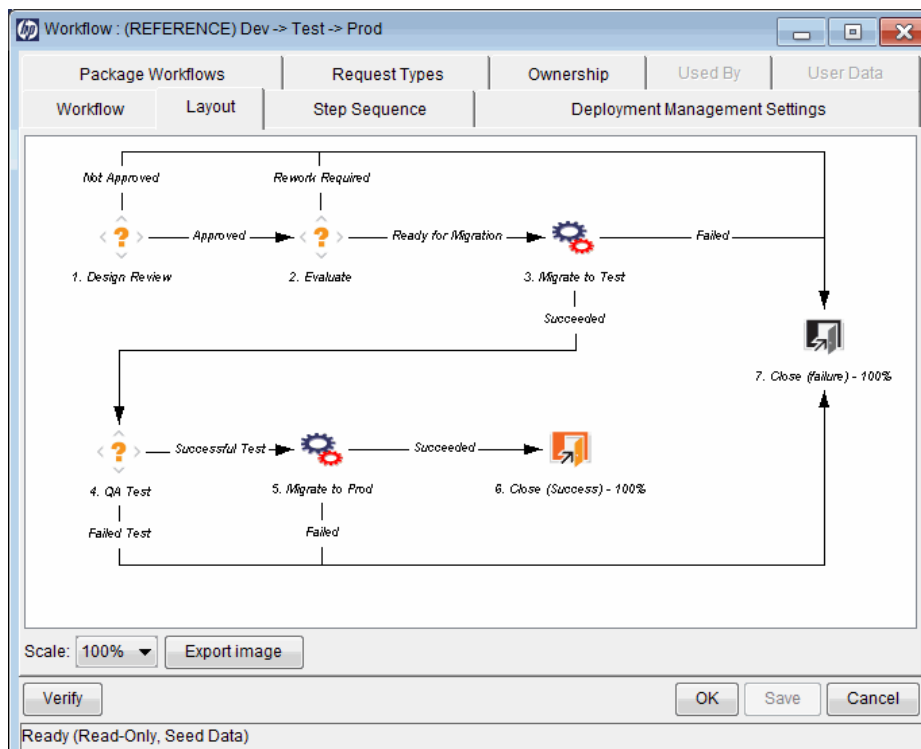 hp Workflow : (REFERENCE) Dev -> Test -> Prod
Package Workflows Request Types Ownership Used By User Data
Workflow Layout Step Sequence Deployment Management Settings
Not Approved Rework Required
Approved Ready for Migration Failed
1. Design Review 2. Evaluate 3. Migrate to Test
Succeeded
7. Close (failure) - 100%
Successful Test Succeeded
4. QA Test 5. Migrate to Prod 6. Close (Success) - 100%
Failed Test Failed
Scale: 100% Export image
Verify OK Save Cancel
Ready (Read-Only, Seed Data)